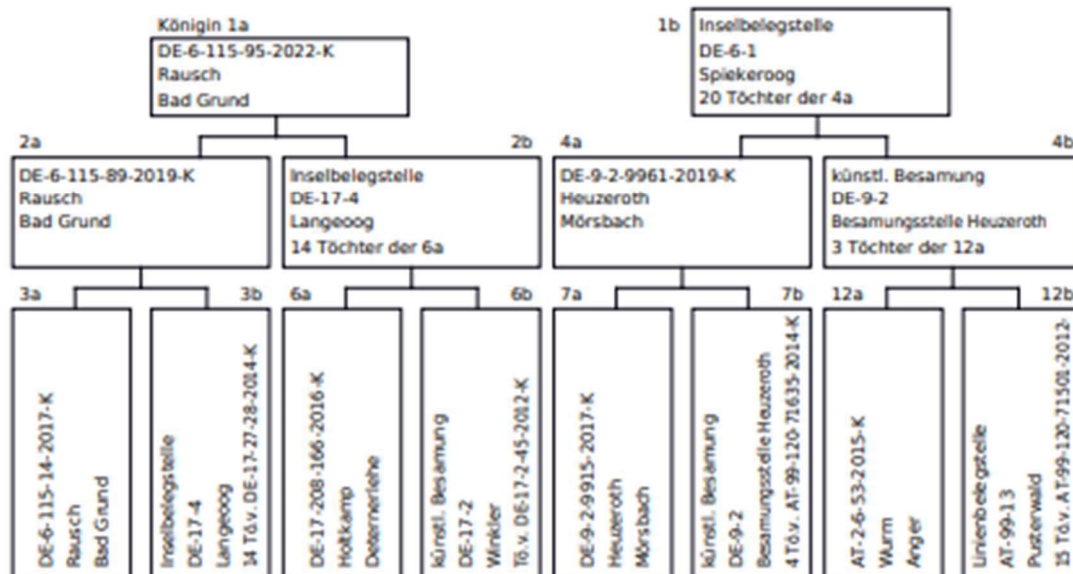 Königin 1a
DE-6-115-95-2022-K
Rausch
Bad Grund
1b
Inselbelegstelle
DE-6-1
Spiekeroog
20 Töchter der 4a
2a
DE-6-115-89-2019-K
Rausch
Bad Grund
2b
Inselbelegstelle
DE-17-4
Langeoog
14 Töchter der 6a
4a
DE-9-2-9961-2019-K
Heuzeroth
Mörsbach
4b
künstl. Besamung
DE-9-2
Besamungsstelle Heuzeroth
3 Töchter der 12a
3a
DE-6-115-14-2017-K
Rausch
Bad Grund
3b
Inselbelegstelle
DE-17-4
Langeoog
14 Tö.v. DE-17-27-28-2014-K
6a
DE-17-208-166-2016-K
Holtkamp
Deternerlehe
6b
künstl. Besamung
DE-17-2
Winkler
Tö.v. DE-17-2-45-2012-K
7a
DE-9-2-9915-2017-K
Heuzeroth
Mörsbach
7b
künstl. Besamung
DE-9-2
Besamungsstelle Heuzeroth
4 Tö.v. AT-99-120-71635-2014-K
12a
AT-2-6-53-2015-K
Wurm
Anger
12b
Linienbelegstelle
AT-99-13
Pusterwald
15 Tö.v. AT-99-120-71501-2012-